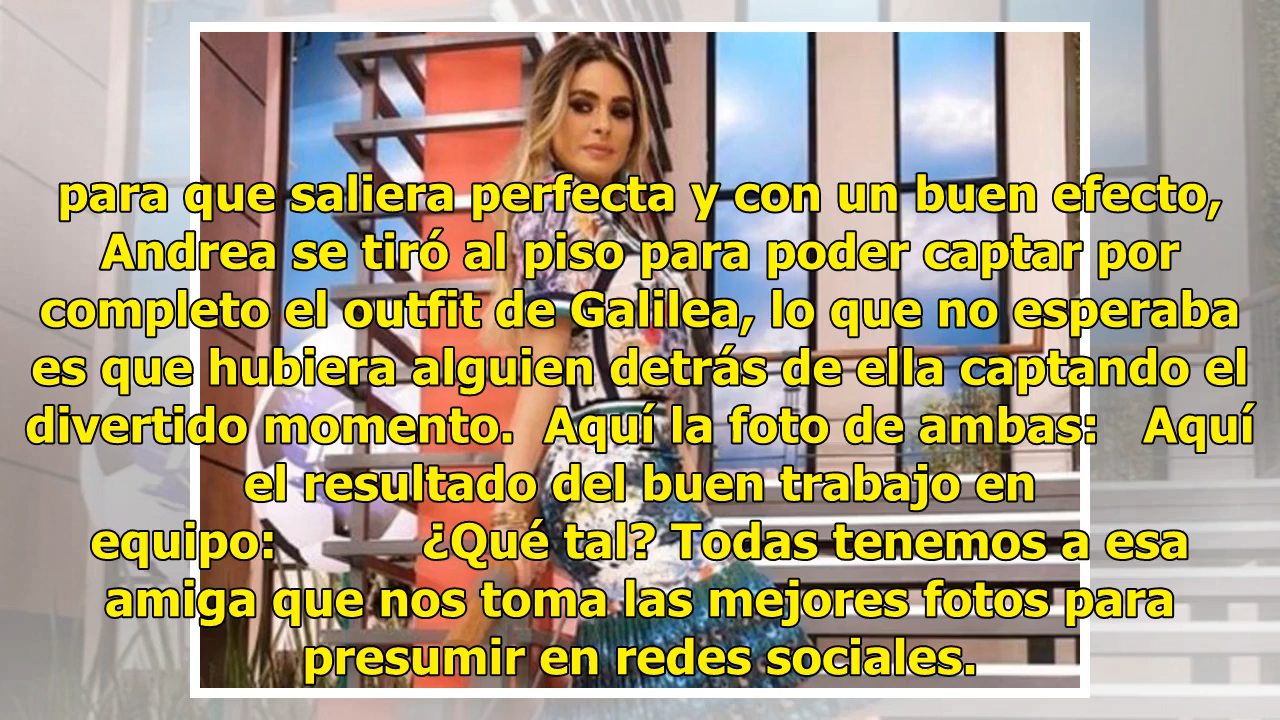 para que saliera perfecta y con un buen efecto,
Andrea se tiró al piso para poder captar por
completo el outfit de Galilea, lo que no esperaba
es que hubiera alguien detrás de ella captando el
divertido momento. Aquí la foto de ambas: Aquí
el resultado del buen trabajo en
equipo: ¿Qué tal? Todas tenemos a esa
amiga que nos toma las mejores fotos para
presumir en redes sociales.